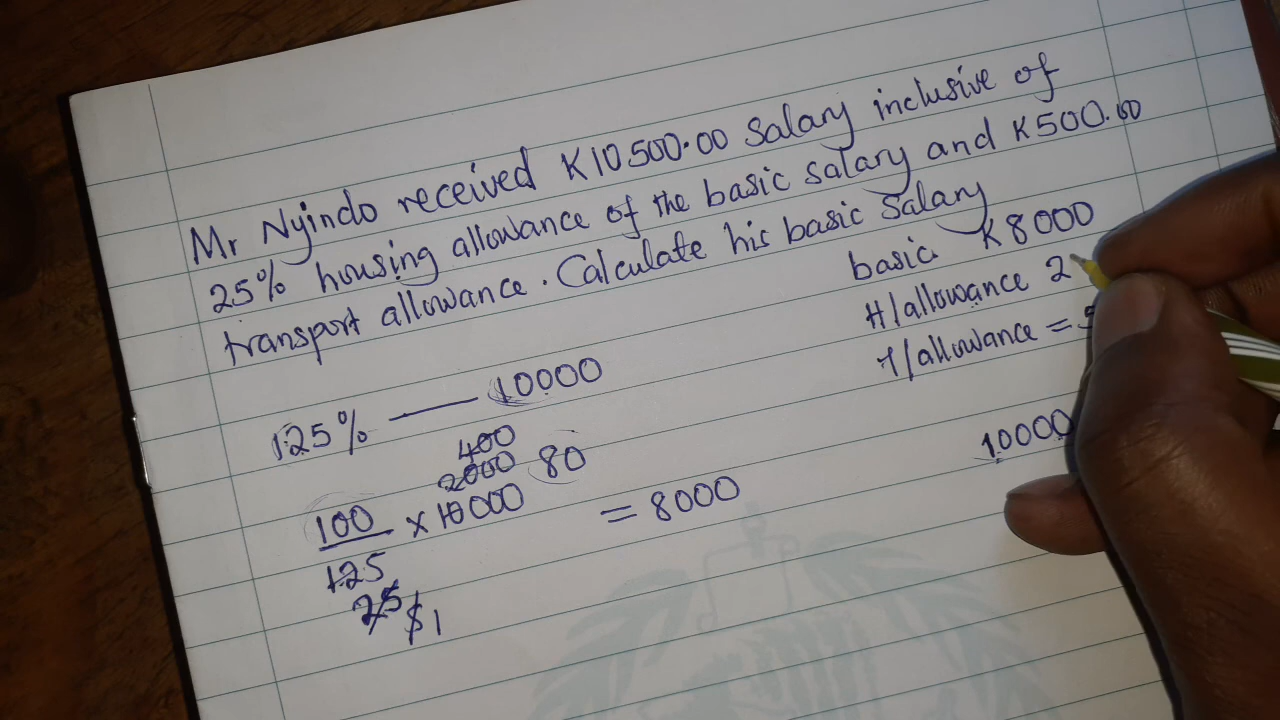 Mr Nyindo received K10500.00 Salary inclusive of
25% housing allowance of the basic salary and K500.00
transport allowance. Calculate his basic Salary
basic K8000
H/allowance 2
T/allowance =
125% — 10000
400
2000 80
100 × 10000 = 8000
125
25 5 1
10000